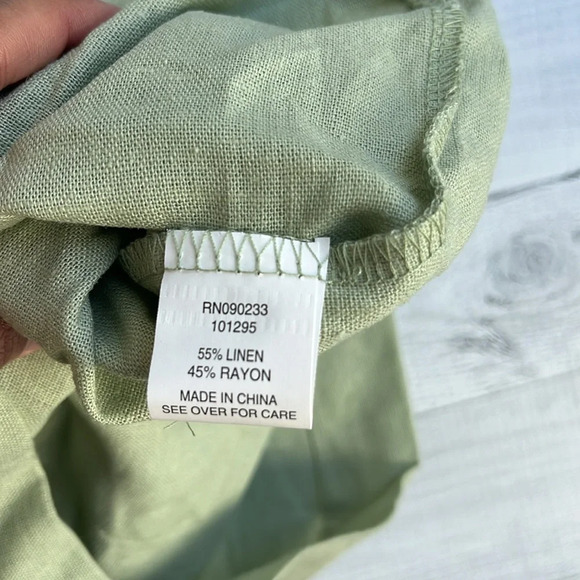 RN090233
101295
55% LINEN
45% RAYON
MADE IN CHINA
SEE OVER FOR CARE